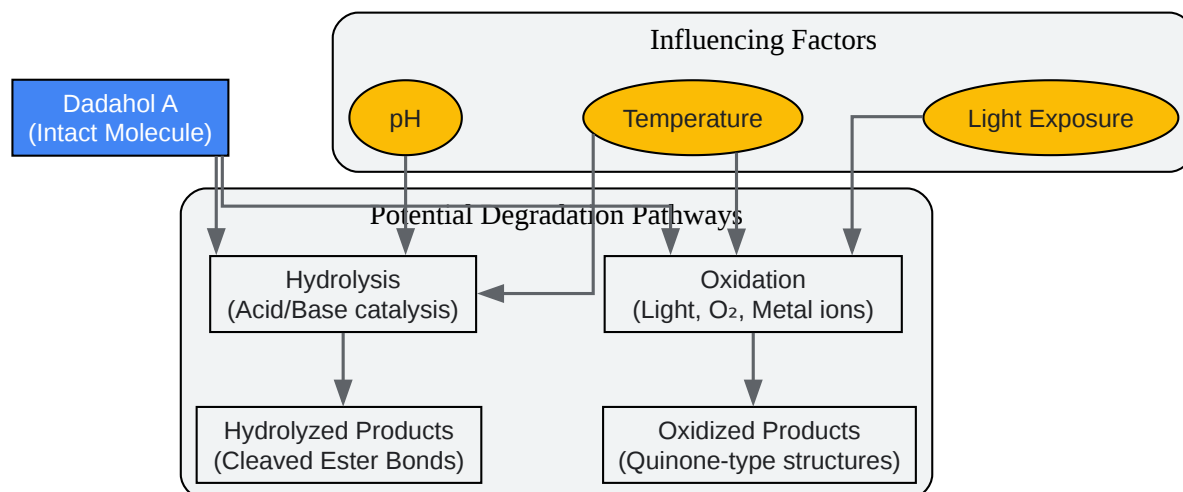 Influencing Factors
Dadahol A
(Intact Molecule)
pH
Temperature
Light Exposure
Potential Degradation Pathways
Hydrolysis
(Acid/Base catalysis)
Oxidation
(Light, O₂, Metal ions)
Hydrolyzed Products
(Cleaved Ester Bonds)
Oxidized Products
(Quinone-type structures)